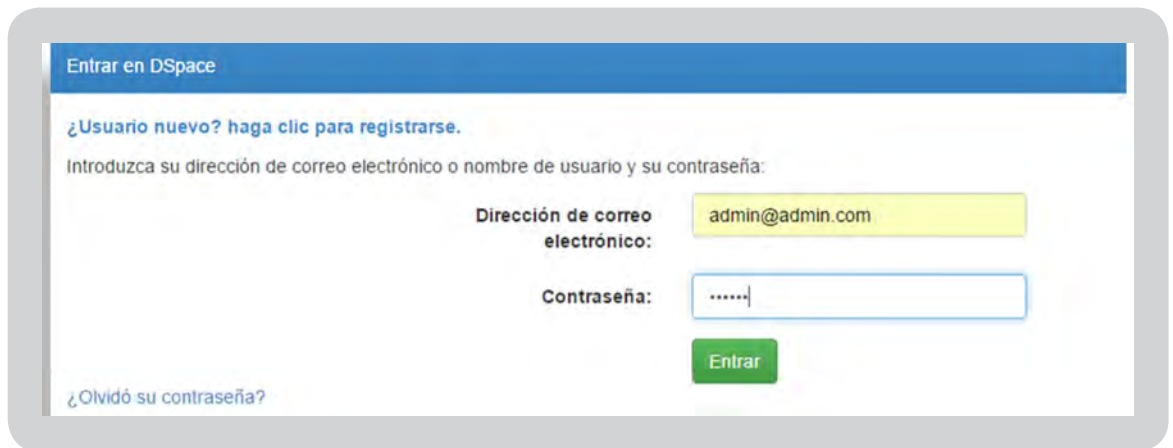 Entrar en DSpace
¿Usuario nuevo? haga clic para registrarse.
Introduzca su dirección de correo electrónico o nombre de usuario y su contraseña:
Dirección de correo
electrónico:
admin@admin.com
Contraseña:
••••••
Entrar
¿Olvidó su contraseña?